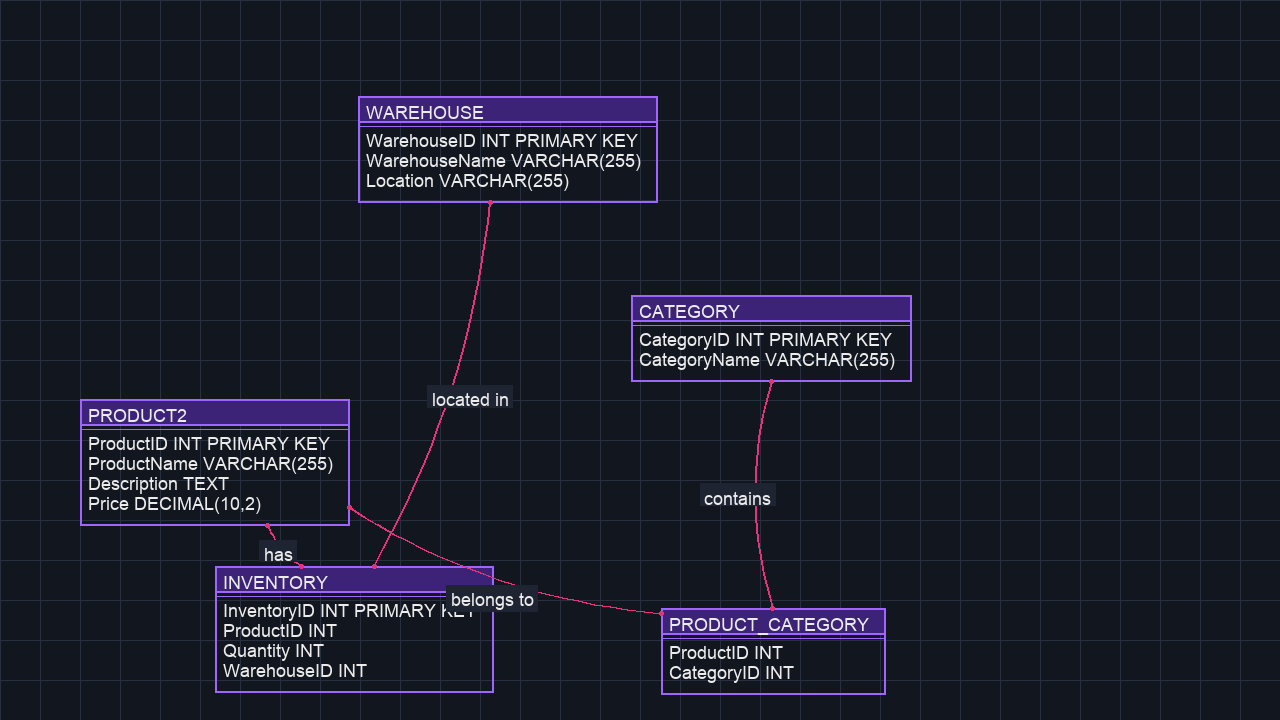 WAREHOUSE
WarehouseID INT PRIMARY KEY
WarehouseName VARCHAR(255)
Location VARCHAR(255)
CATEGORY
CategoryID INT PRIMARY KEY
CategoryName VARCHAR(255)
located in
PRODUCT2
ProductID INT PRIMARY KEY
ProductName VARCHAR(255)
Description TEXT
Price DECIMAL(10,2)
contains
has
INVENTORY
InventoryID INT PRIMARY KEY
ProductID INT
Quantity INT
WarehouseID INT
belongs to
PRODUCT_CATEGORY
ProductID INT
CategoryID INT